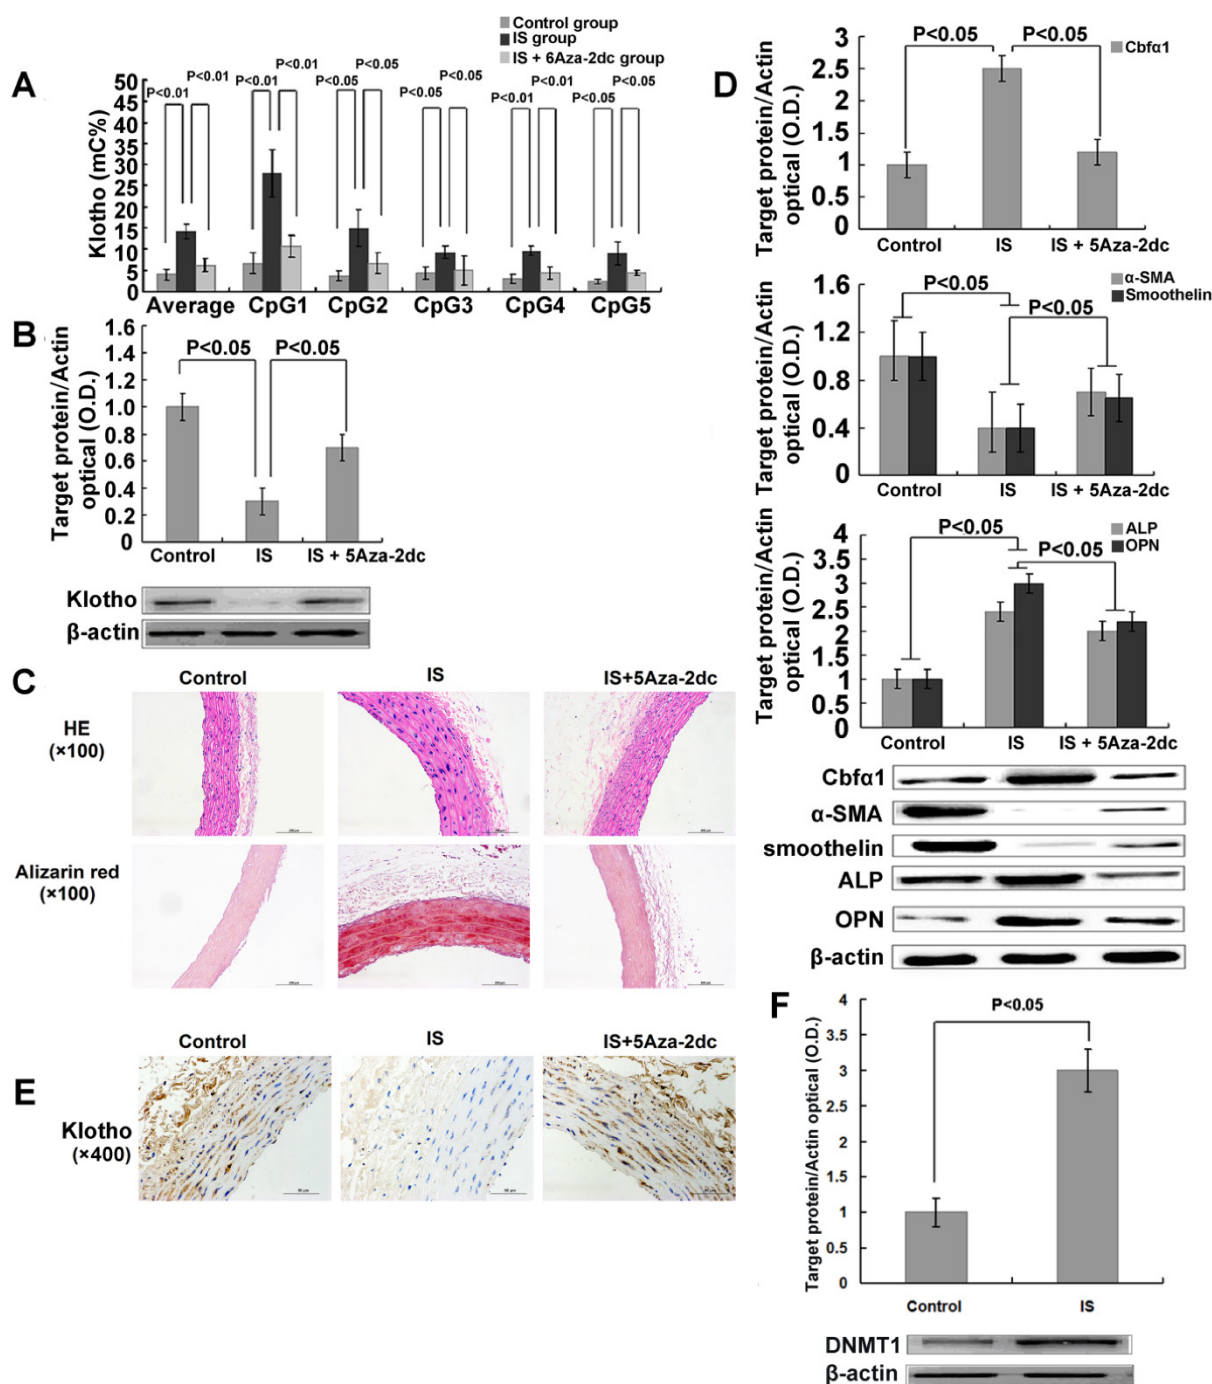 Control group
IS group
IS + 6Aza-2dc group
A
Klotho (mC%)
50
45
40
35
30
25
20
15
10
5
0
P<0.01
P<0.01
P<0.01
P<0.01
P<0.05
P<0.05
P<0.05
P<0.05
P<0.01
P<0.01
P<0.05
P<0.05
Average CpG1 CpG2 CpG3 CpG4 CpG5
B
Target protein/Actin
optical (O.D.)
1.6
1.4
1.2
1.0
0.8
0.6
0.4
0.2
0
P<0.05 P<0.05
Control IS IS + 5Aza-2dc
Klotho
β-actin
C
Control IS IS+5Aza-2dc
HE
(×100)
Alizarin red
(×100)
E
Control IS IS+5Aza-2dc
Klotho
(×400)
D
Target protein/Actin
optical (O.D.)
3
2.5
2
1.5
1
0.5
0
P<0.05 P<0.05
Cbfα1
Control IS IS + 5Aza-2dc
Target protein/Actin
optical (O.D.)
1.6
1.2
0.8
0.4
0
P<0.05
P<0.05
α-SMA
Smoothelin
Control IS IS + 5Aza-2dc
Target protein/Actin
optical (O.D.)
4
3.5
3
2.5
2
1.5
1
0.5
0
P<0.05
P<0.05
ALP
OPN
Control IS IS + 5Aza-2dc
Cbfα1
α-SMA
smoothelin
ALP
OPN
β-actin
F
Target protein/Actin optical (O.D.)
4
3.5
3
2.5
2
1.5
1
0.5
0
P<0.05
Control IS
DNMT1
β-actin